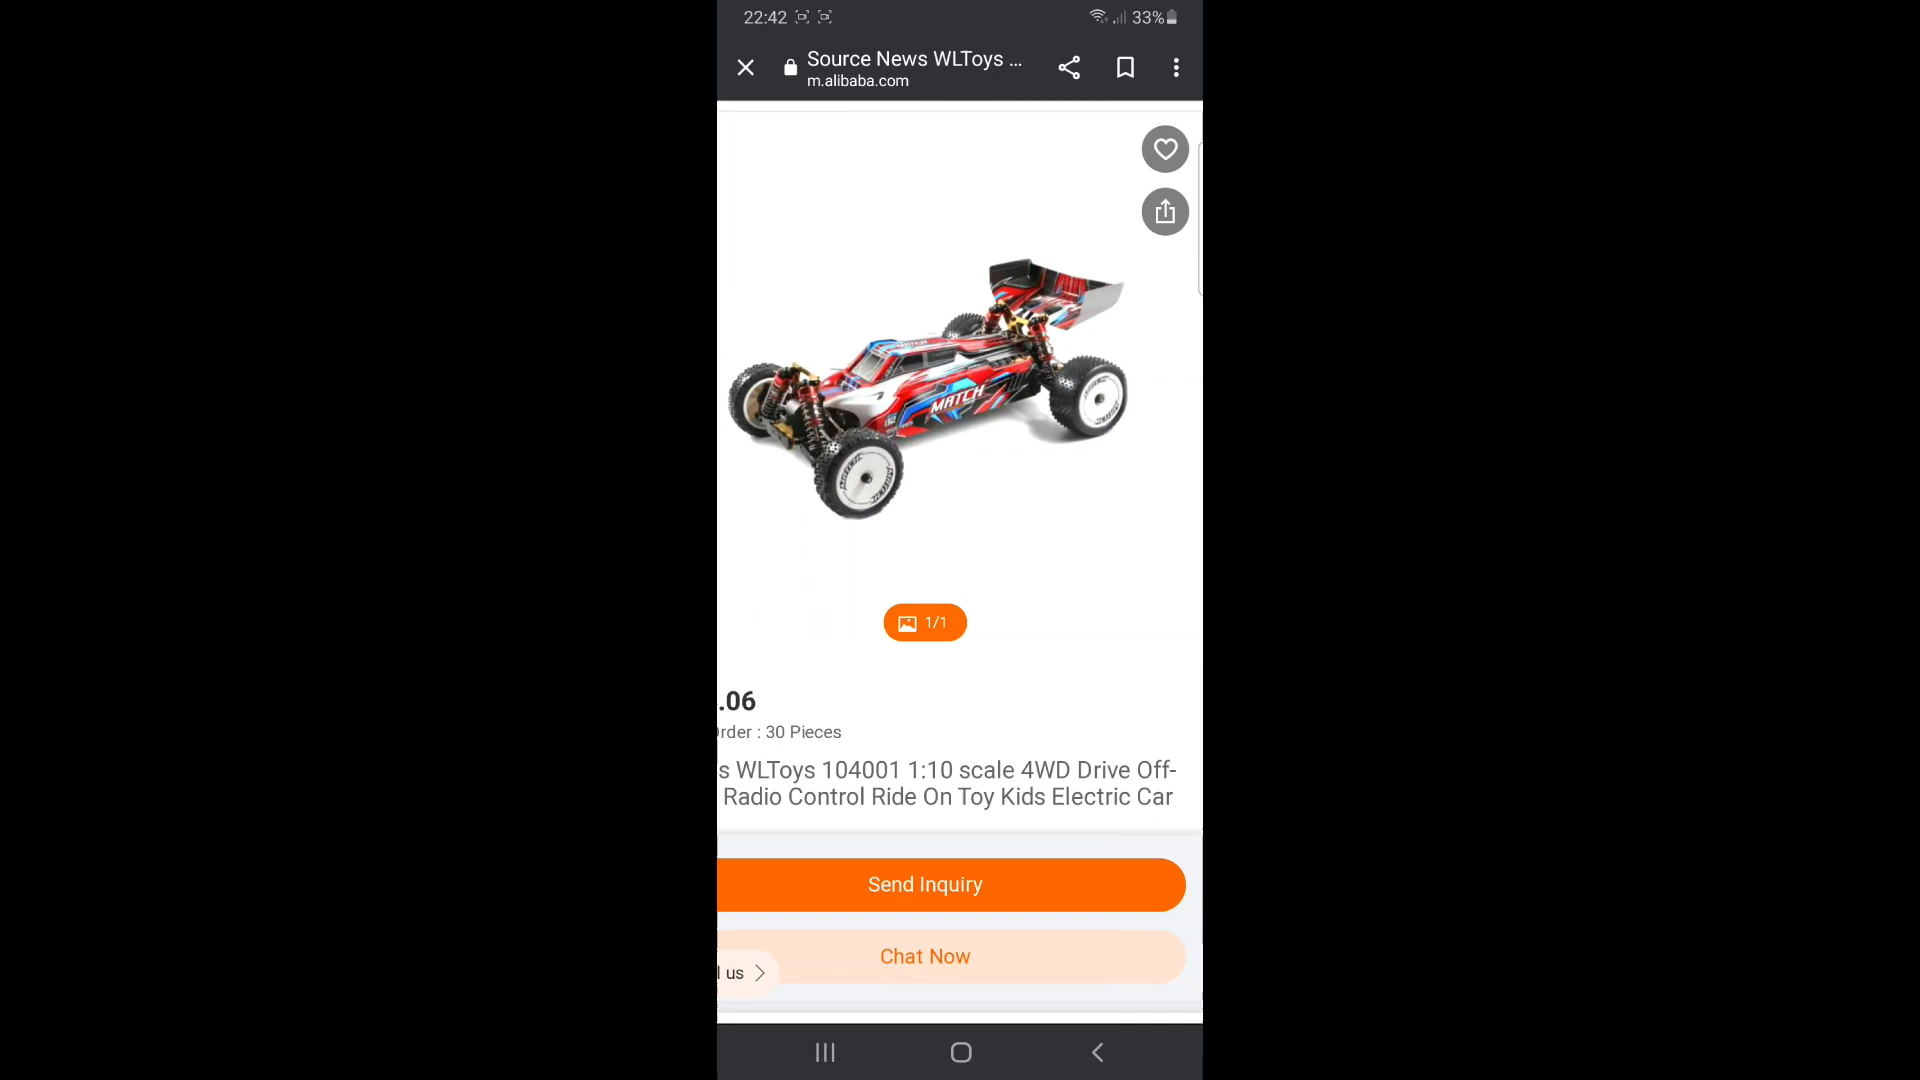 22:42
33%
Source News WLToys ...
m.alibaba.com
MATCH
1/1
.06
rder : 30 Pieces
s WLToys 104001 1:10 scale 4WD Drive Off-
Radio Control Ride On Toy Kids Electric Car
Send Inquiry
Chat Now
l us